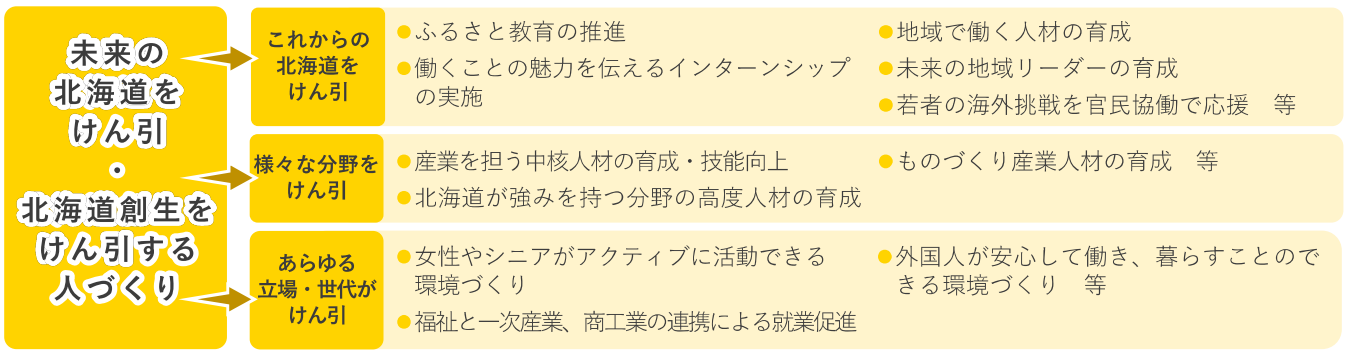 未来の
北海道を
けん引
・
北海道創生を
けん引する
人づくり
これからの
北海道を
けん引
●ふるさと教育の推進
●働くことの魅力を伝えるインターンシップ
の実施
●地域で働く人材の育成
●未来の地域リーダーの育成
●若者の海外挑戦を官民協働で応援　等
様々な分野を
けん引
●産業を担う中核人材の育成・技能向上
●北海道が強みを持つ分野の高度人材の育成
●ものづくり産業人材の育成　等
あらゆる
立場・世代が
けん引
●女性やシニアがアクティブに活動できる
環境づくり
●福祉と一次産業、商工業の連携による就業促進
●外国人が安心して働き、暮らすことので
きる環境づくり　等